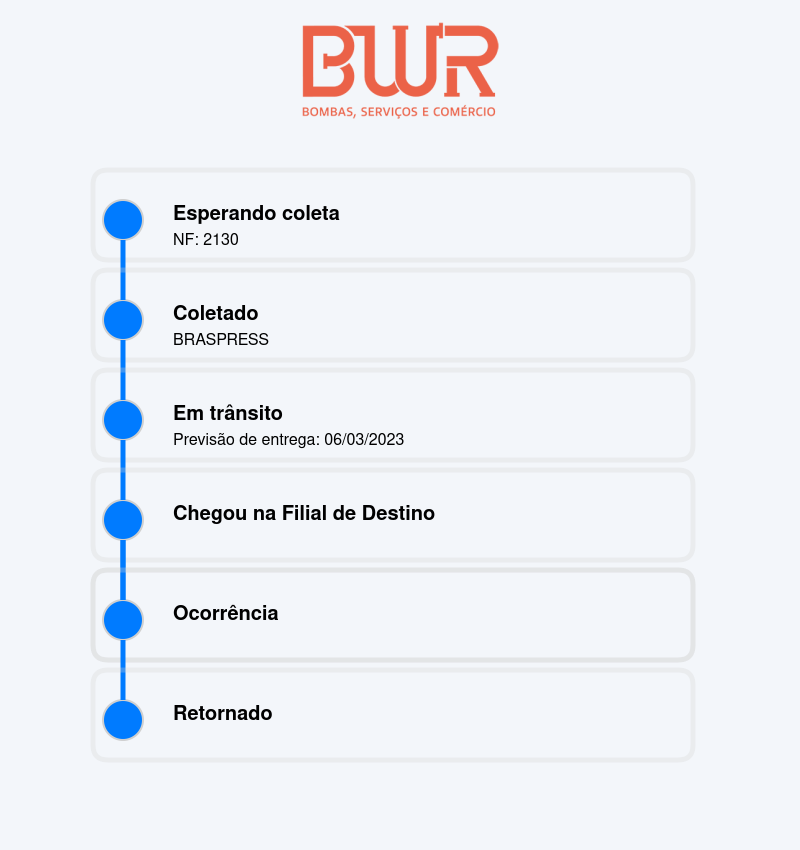 BWR
BOMBAS, SERVIÇOS E COMÉRCIO
Esperando coleta
NF: 2130
Coletado
BRASPRESS
Em trânsito
Previsão de entrega: 06/03/2023
Chegou na Filial de Destino
Ocorrência
Retornado